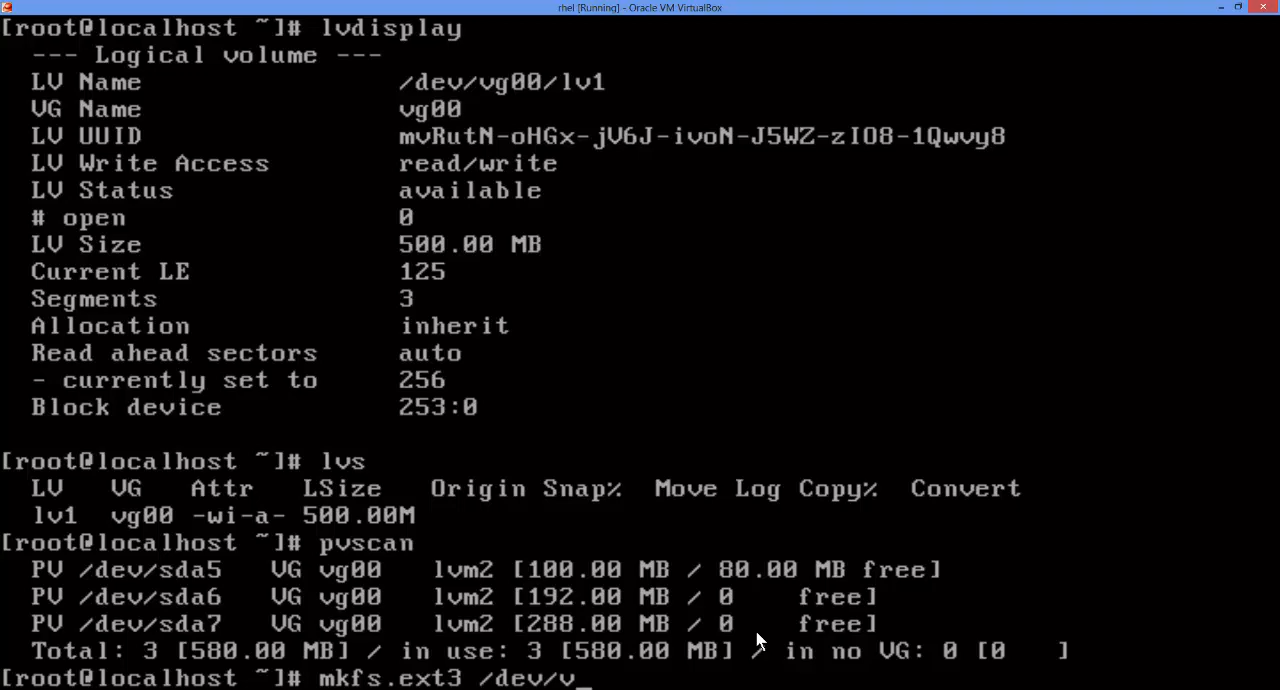 rhel [Running] - Oracle VM VirtualBox
[root@localhost ~]# lvdisplay
--- Logical volume ---
LV Name /dev/vg00/lv1
VG Name vg00
LV UUID mvRutN-oHGx-jV6J-ivoN-J5WZ-zIO8-1Qwvy8
LV Write Access read/write
LV Status available
# open 0
LV Size 500.00 MB
Current LE 125
Segments 3
Allocation inherit
Read ahead sectors auto
- currently set to 256
Block device 253:0
[root@localhost ~]# lvs
LV VG Attr LSize Origin Snap% Move Log Copy% Convert
lv1 vg00 -wi-a- 500.00M
[root@localhost ~]# pvscan
PV /dev/sda5 VG vg00 lvm2 [100.00 MB / 80.00 MB free]
PV /dev/sda6 VG vg00 lvm2 [192.00 MB / 0 free]
PV /dev/sda7 VG vg00 lvm2 [288.00 MB / 0 free]
Total: 3 [580.00 MB] / in use: 3 [580.00 MB] / in no VG: 0 [0 ]
[root@localhost ~]# mkfs.ext3 /dev/v_